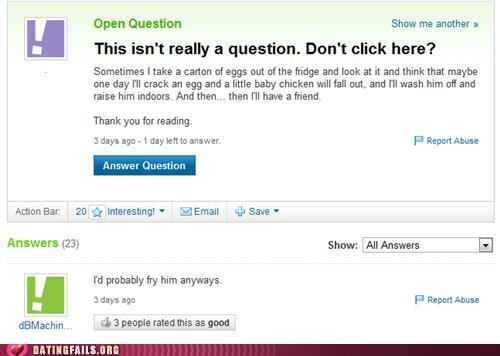 Open Question
Show me another »
This isn't really a question. Don't click here?
Sometimes I take a carton of eggs out of the fridge and look at it and think that maybe
one day I'll crack an egg and a little baby chicken will fall out, and I'll wash him off and
raise him indoors. And then... then I'll have a friend.
Thank you for reading.
3 days ago - 1 day left to answer.
Report Abuse
Answer Question
Action Bar: 20 Interesting! Email Save
Answers (23)
Show: All Answers
I'd probably fry him anyways.
3 days ago
Report Abuse
dBMachin...
3 people rated this as good
DATINGFAILS.ORG